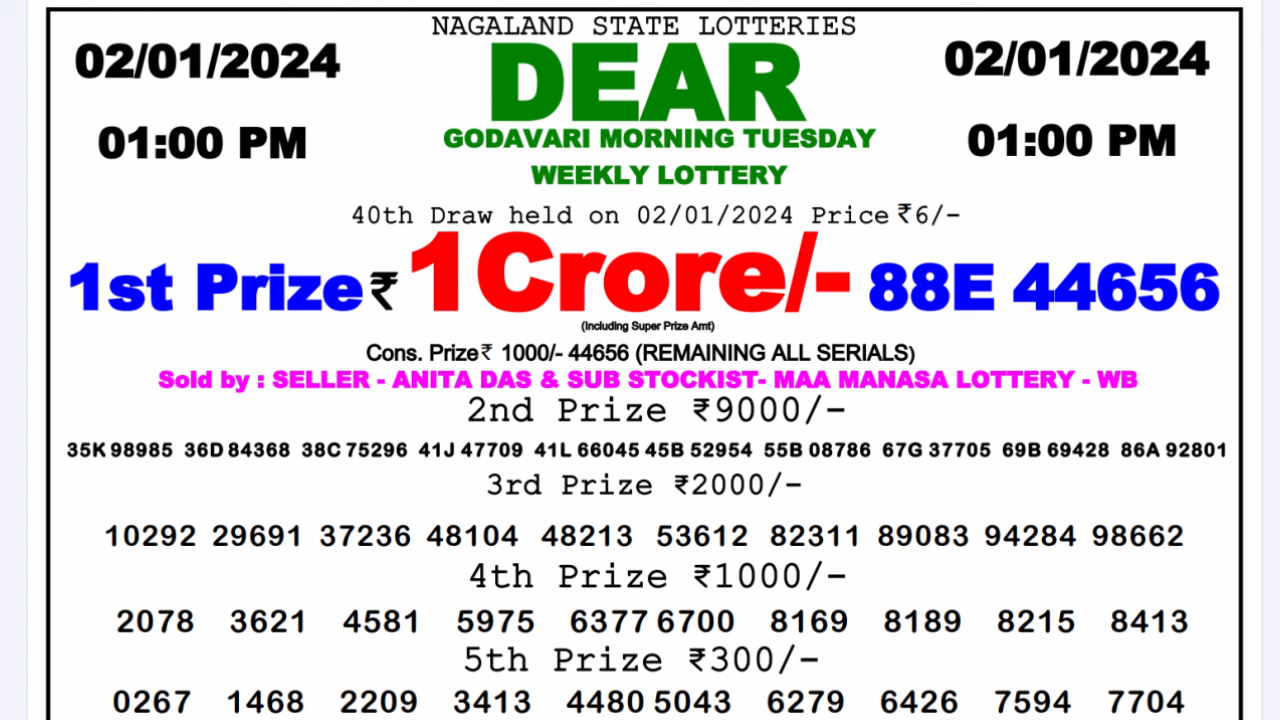 NAGALAND STATE LOTTERIES
02/01/2024 DEAR 02/01/2024
01:00 PM GODAVARI MORNING TUESDAY 01:00 PM
WEEKLY LOTTERY
40th Draw held on 02/01/2024 Price ₹6/-
1st Prize ₹ 1Crore/- 88E 44656
(Including Super Prize Amt)
Cons. Prize₹ 1000/- 44656 (REMAINING ALL SERIALS)
Sold by : SELLER - ANITA DAS & SUB STOCKIST- MAA MANASA LOTTERY - WB
2nd Prize ₹9000/-
35K 98985 36D 84368 38C 75296 41J 47709 41L 66045 45B 52954 55B 08786 67G 37705 69B 69428 86A 92801
3rd Prize ₹2000/-
10292 29691 37236 48104 48213 53612 82311 89083 94284 98662
4th Prize ₹1000/-
2078 3621 4581 5975 6377 6700 8169 8189 8215 8413
5th Prize ₹300/-
0267 1468 2209 3413 4480 5043 6279 6426 7594 7704